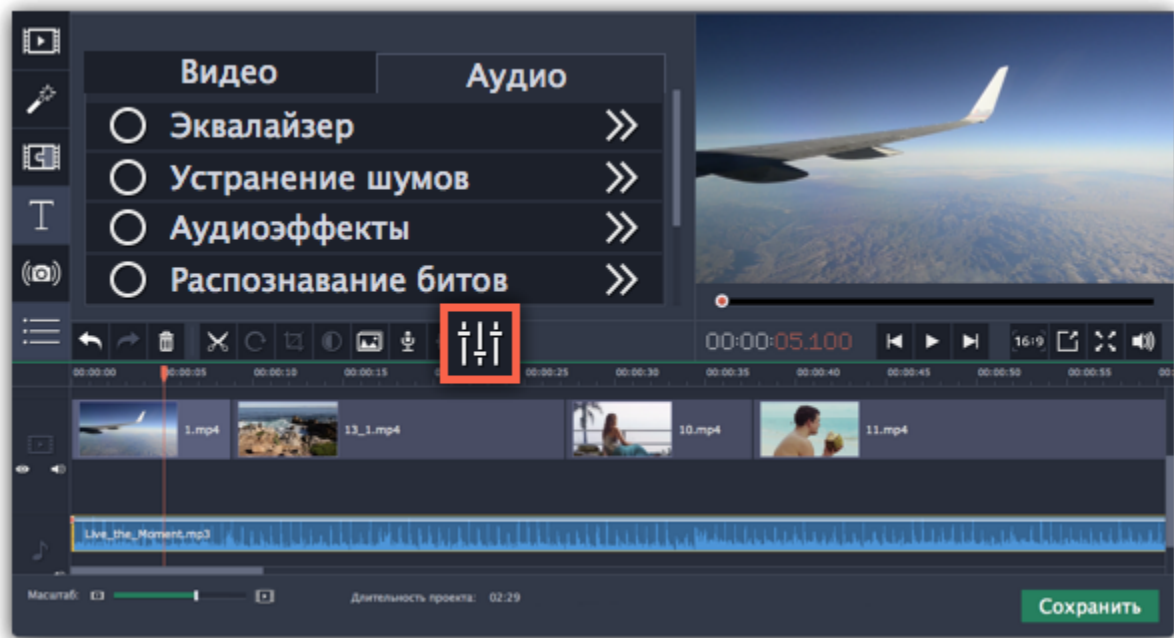 Видео Аудио
Эквалайзер
Устранение шумов
Аудиоэффекты
Распознавание битов
T
00:00:05.100 16:9
00:00:00 00:00:05 00:00:10 00:00:15 00:00:25 00:00:30 00:00:35 00:00:40 00:00:45 00:00:50 00:00:55
1.mp4 13_1.mp4 10.mp4 11.mp4
Live_the_Moment.mp3
Масштаб: Длительность проекта: 02:29
Сохранить